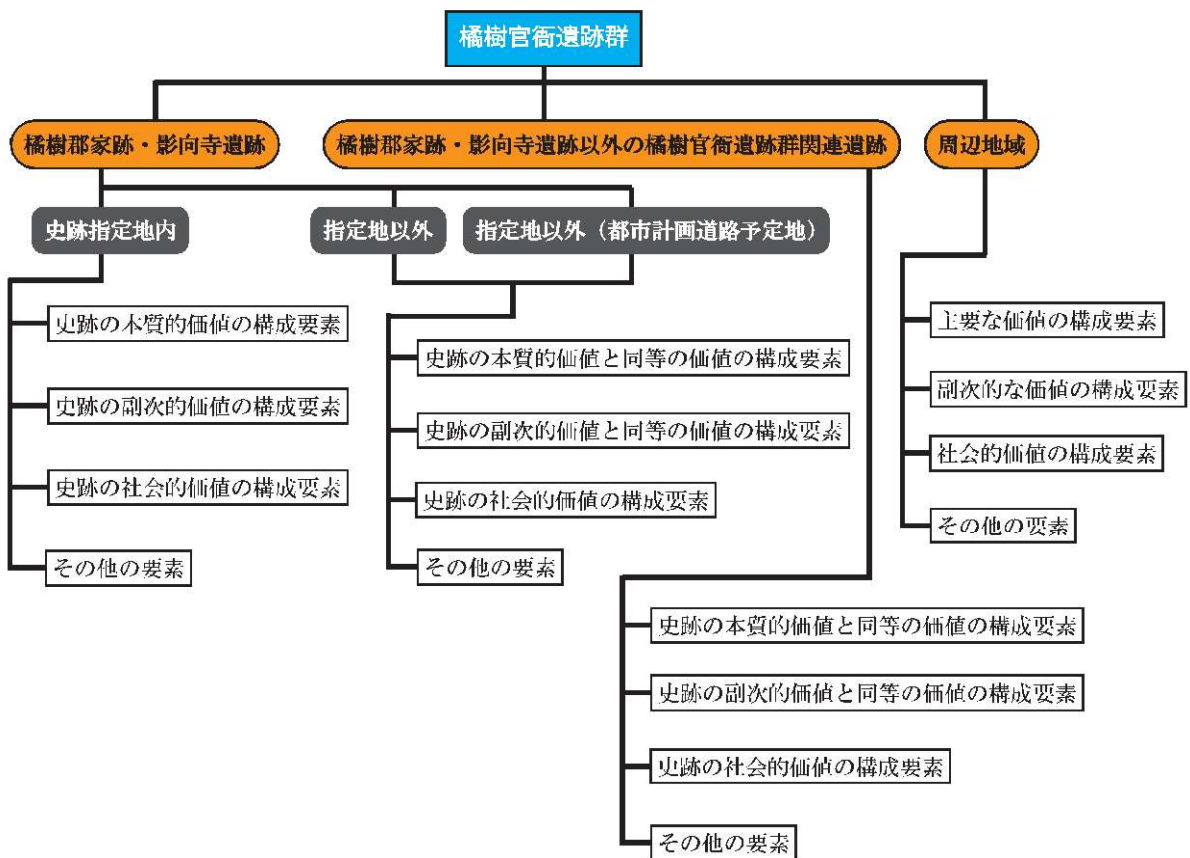 橘樹官衙遺跡群
橘樹郡家跡・影向寺遺跡
橘樹郡家跡・影向寺遺跡以外の橘樹官衙遺跡群関連遺跡
周辺地域
史跡指定地内
指定地以外
指定地以外（都市計画道路予定地）
史跡の本質的価値の構成要素
史跡の副次的価値の構成要素
史跡の社会的価値の構成要素
その他の要素
史跡の本質的価値と同等の価値の構成要素
史跡の副次的価値と同等の価値の構成要素
史跡の社会的価値の構成要素
その他の要素
史跡の本質的価値と同等の価値の構成要素
史跡の副次的価値と同等の価値の構成要素
史跡の社会的価値の構成要素
その他の要素
主要な価値の構成要素
副次的な価値の構成要素
社会的価値の構成要素
その他の要素